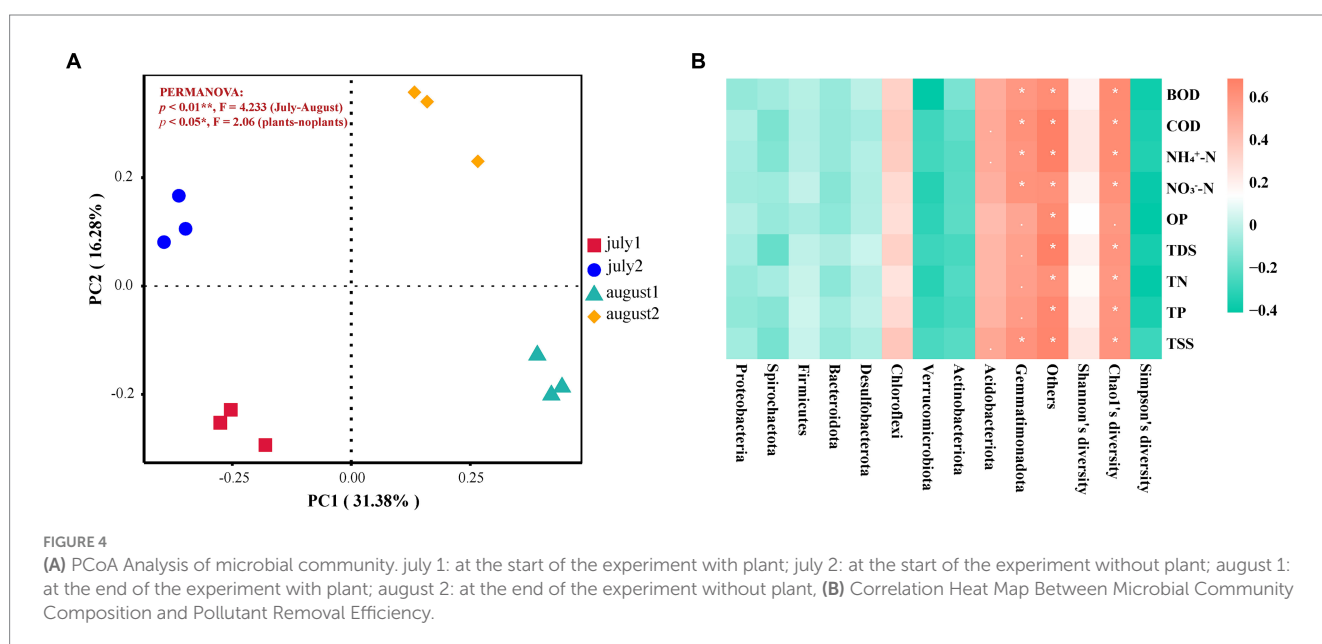 A
PERMANOVA:
p < 0.01**, F = 4.233 (July-August)
p < 0.05*, F = 2.06 (plants-noplants)
PC2 ( 16.28%)
0.2
0.0
-0.2
-0.25
0.00
0.25
PC1 ( 31.38%)
july1
july2
august1
august2
B
BOD
COD
NH₄⁺-N
NO₃⁻-N
OP
TDS
TN
TP
TSS
* * *
. * * *
. * * *
* * *
. * .
. * *
. * *
. * *
. * * *
0.6
0.4
0.2
0
−0.2
−0.4
Proteobacteria
Spirochaetota
Firmicutes
Bacteroidota
Desulfobacterota
Chloroflexi
Verrucomicrobiota
Actinobacteriota
Acidobacteriota
Gemmatimonadota
Others
Shannon's diversity
Chao1's diversity
Simpson's diversity
FIGURE 4
(A) PCoA Analysis of microbial community. july 1: at the start of the experiment with plant; july 2: at the start of the experiment without plant; august 1:
at the end of the experiment with plant; august 2: at the end of the experiment without plant, (B) Correlation Heat Map Between Microbial Community
Composition and Pollutant Removal Efficiency.